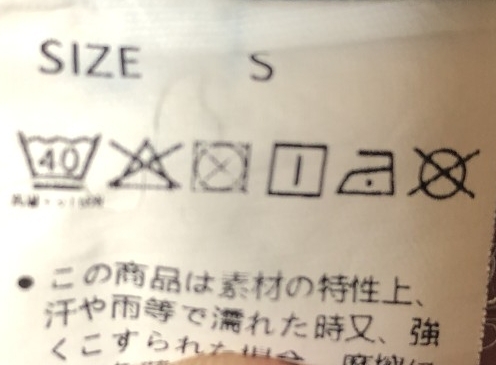 SIZE S
40
● この商品は素材の特性上、
汗や雨等で濡れた時又、強
くこすられた